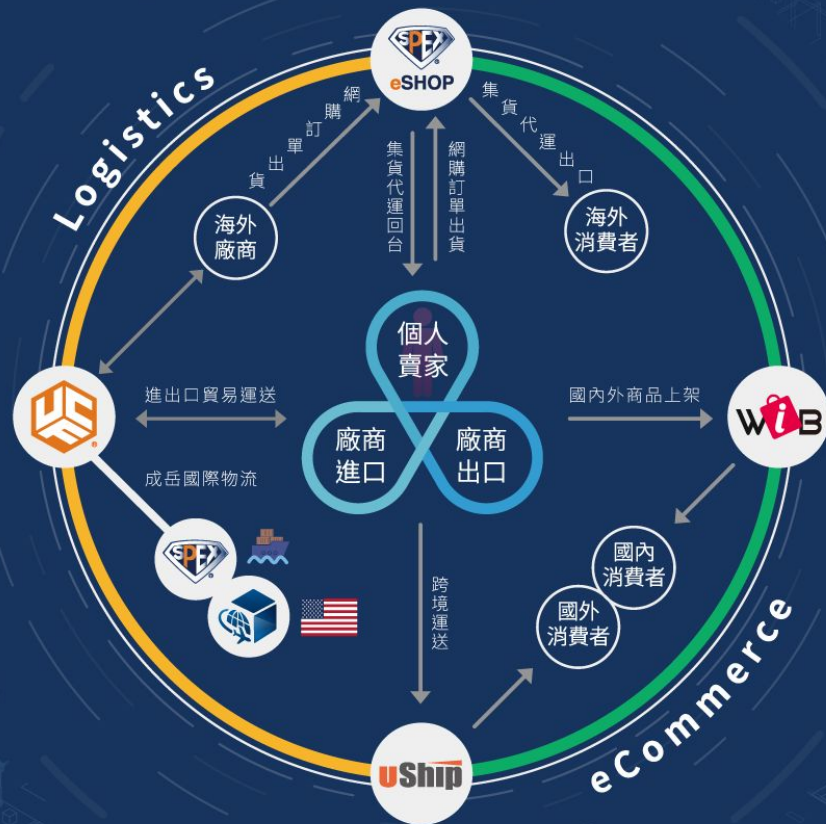 SPEX
eSHOP
Logistics
網購訂單出貨
集貨代運出口
集貨代運回台
網購訂單出貨
海外
廠商
海外
消費者
個人
賣家
進出口貿易運送
國內外商品上架
UCR
WiB
廠商
進口
廠商
出口
成岳國際物流
SPEX
國內
消費者
跨境運送
國外
消費者
eCommerce
uShip